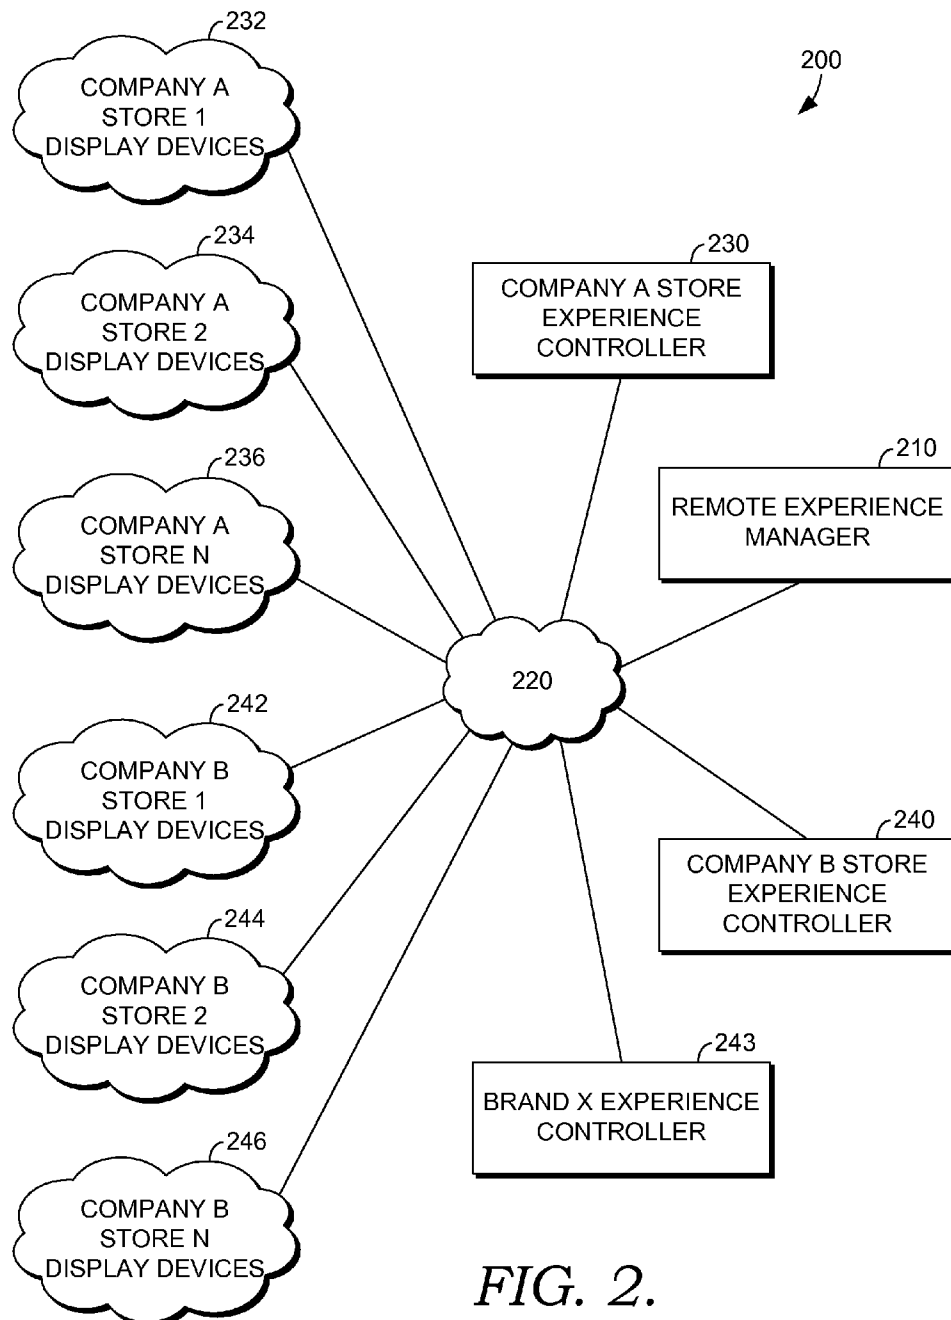 232
COMPANY A
STORE 1
DISPLAY DEVICES
200
234
COMPANY A
STORE 2
DISPLAY DEVICES
230
COMPANY A STORE
EXPERIENCE
CONTROLLER
236
COMPANY A
STORE N
DISPLAY DEVICES
210
REMOTE EXPERIENCE
MANAGER
220
242
COMPANY B
STORE 1
DISPLAY DEVICES
240
COMPANY B STORE
EXPERIENCE
CONTROLLER
244
COMPANY B
STORE 2
DISPLAY DEVICES
243
BRAND X EXPERIENCE
CONTROLLER
246
COMPANY B
STORE N
DISPLAY DEVICES
FIG. 2.